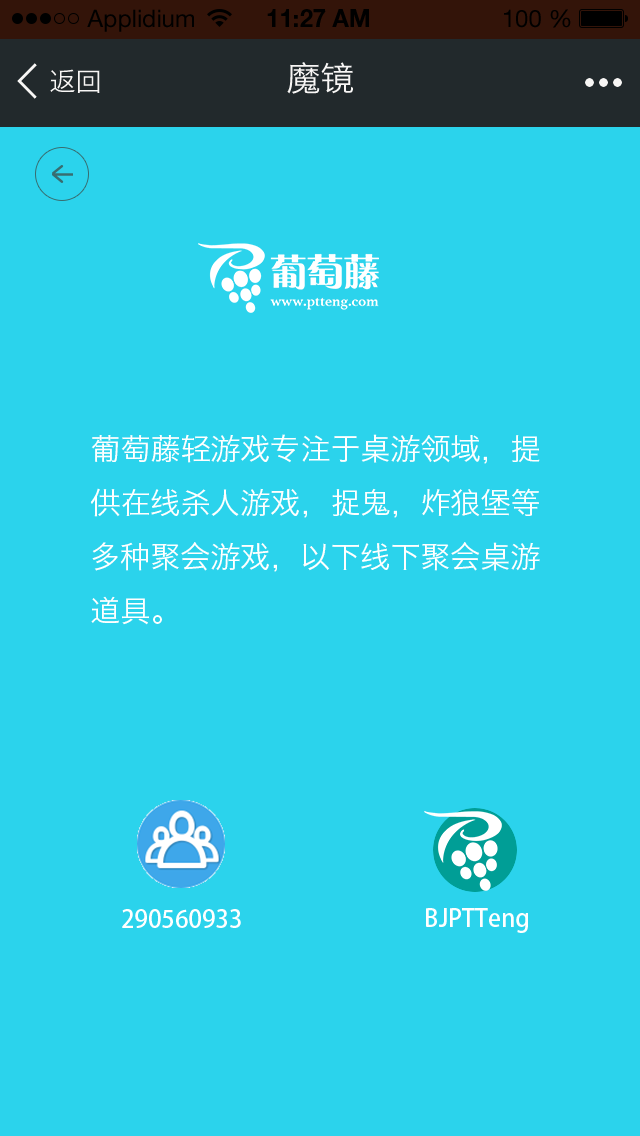 Applidium 11:27 AM 100 %
返回 魔镜
葡萄藤
www.ptteng.com
葡萄藤轻游戏专注于桌游领域，提
供在线杀人游戏，捉鬼，炸狼堡等
多种聚会游戏，以下线下聚会桌游
道具。
290560933 BJPTTeng